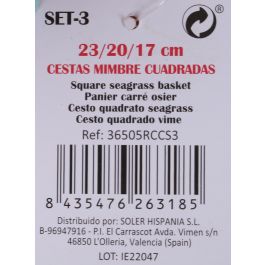 SET-3
23/20/17 cm
CESTAS MIMBRE CUADRADAS
Square seagrass basket
Panier carré osier
Cesto quadrato seagrass
Cesto quadrado vime
Ref: 36505RCCS3
8 435476 263185
Distribuido por: SOLER HISPANIA S.L.
B-96947916 - P.I. El Carrascot Avda. Vimen s/n
46850 L'Olleria, Valencia (Spain)
LOT: IE22047